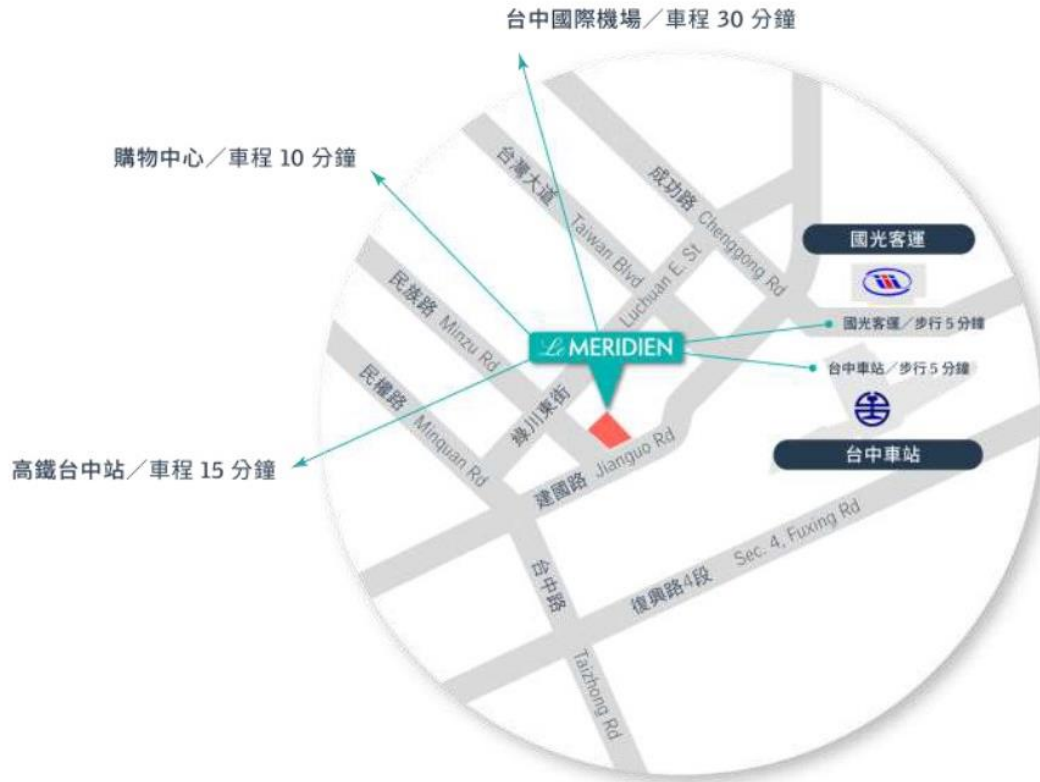 台中國際機場／車程 30 分鐘
購物中心／車程 10 分鐘
台灣大道 Taiwan Blvd
成功路 Chenggong Rd
國光客運
民族路 Minzu Rd
Luchuan E. St
綠川東街
國光客運／步行 5 分鐘
Le MERIDIEN
台中車站／步行 5 分鐘
民權路 Minquan Rd
高鐵台中站／車程 15 分鐘
建國路 Jianguo Rd
台中車站
台中路 Taizhong Rd
復興路4段 Sec. 4, Fuxing Rd